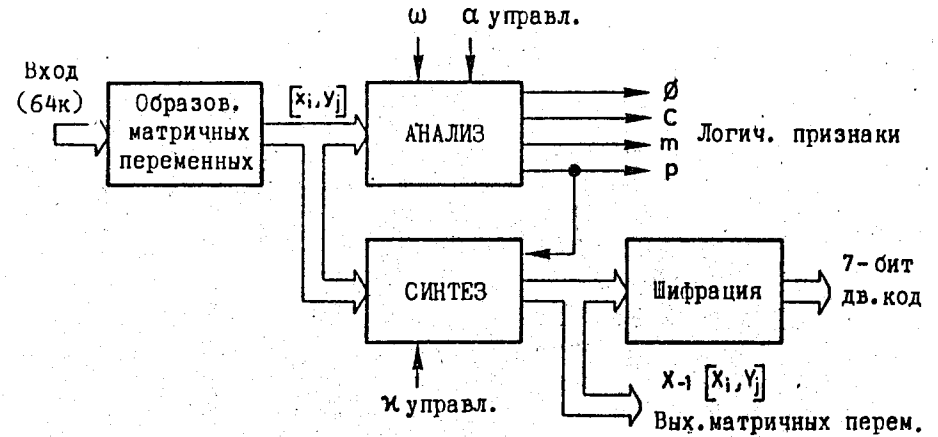 ω α управл.
Вход
(64к)
Образов.
матричных
переменных
[xi,yj]
АНАЛИЗ
Ø
C
m
p
Логич. признаки
СИНТЕЗ
Шифрация
7-бит
дв.код
ϰ управл.
X-1 [Xi,Yj]
Вых.матричных перем.